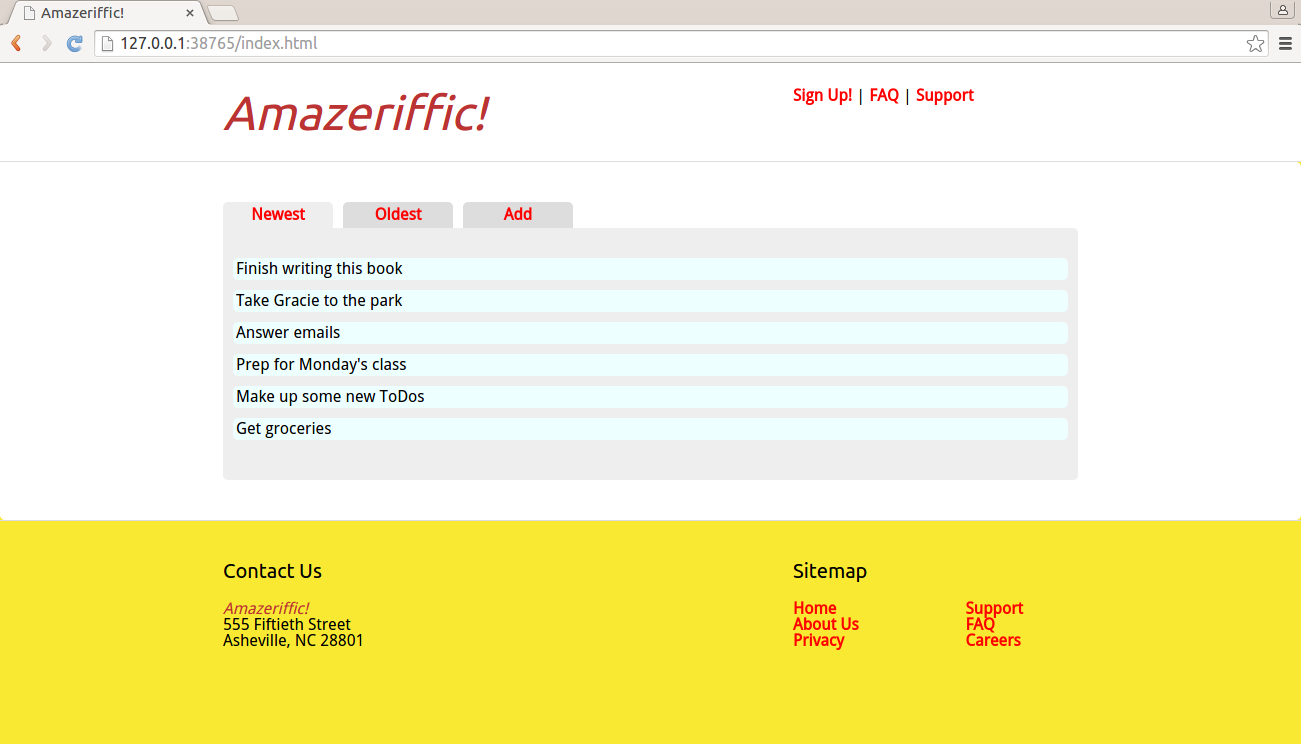 Amazeriffic!
127.0.0.1:38765/index.html
Amazeriffic!
Sign Up! | FAQ | Support
Newest Oldest Add
Finish writing this book
Take Gracie to the park
Answer emails
Prep for Monday's class
Make up some new ToDos
Get groceries
Contact Us
Amazeriffic!
555 Fiftieth Street
Asheville, NC 28801
Sitemap
Home Support
About Us FAQ
Privacy Careers